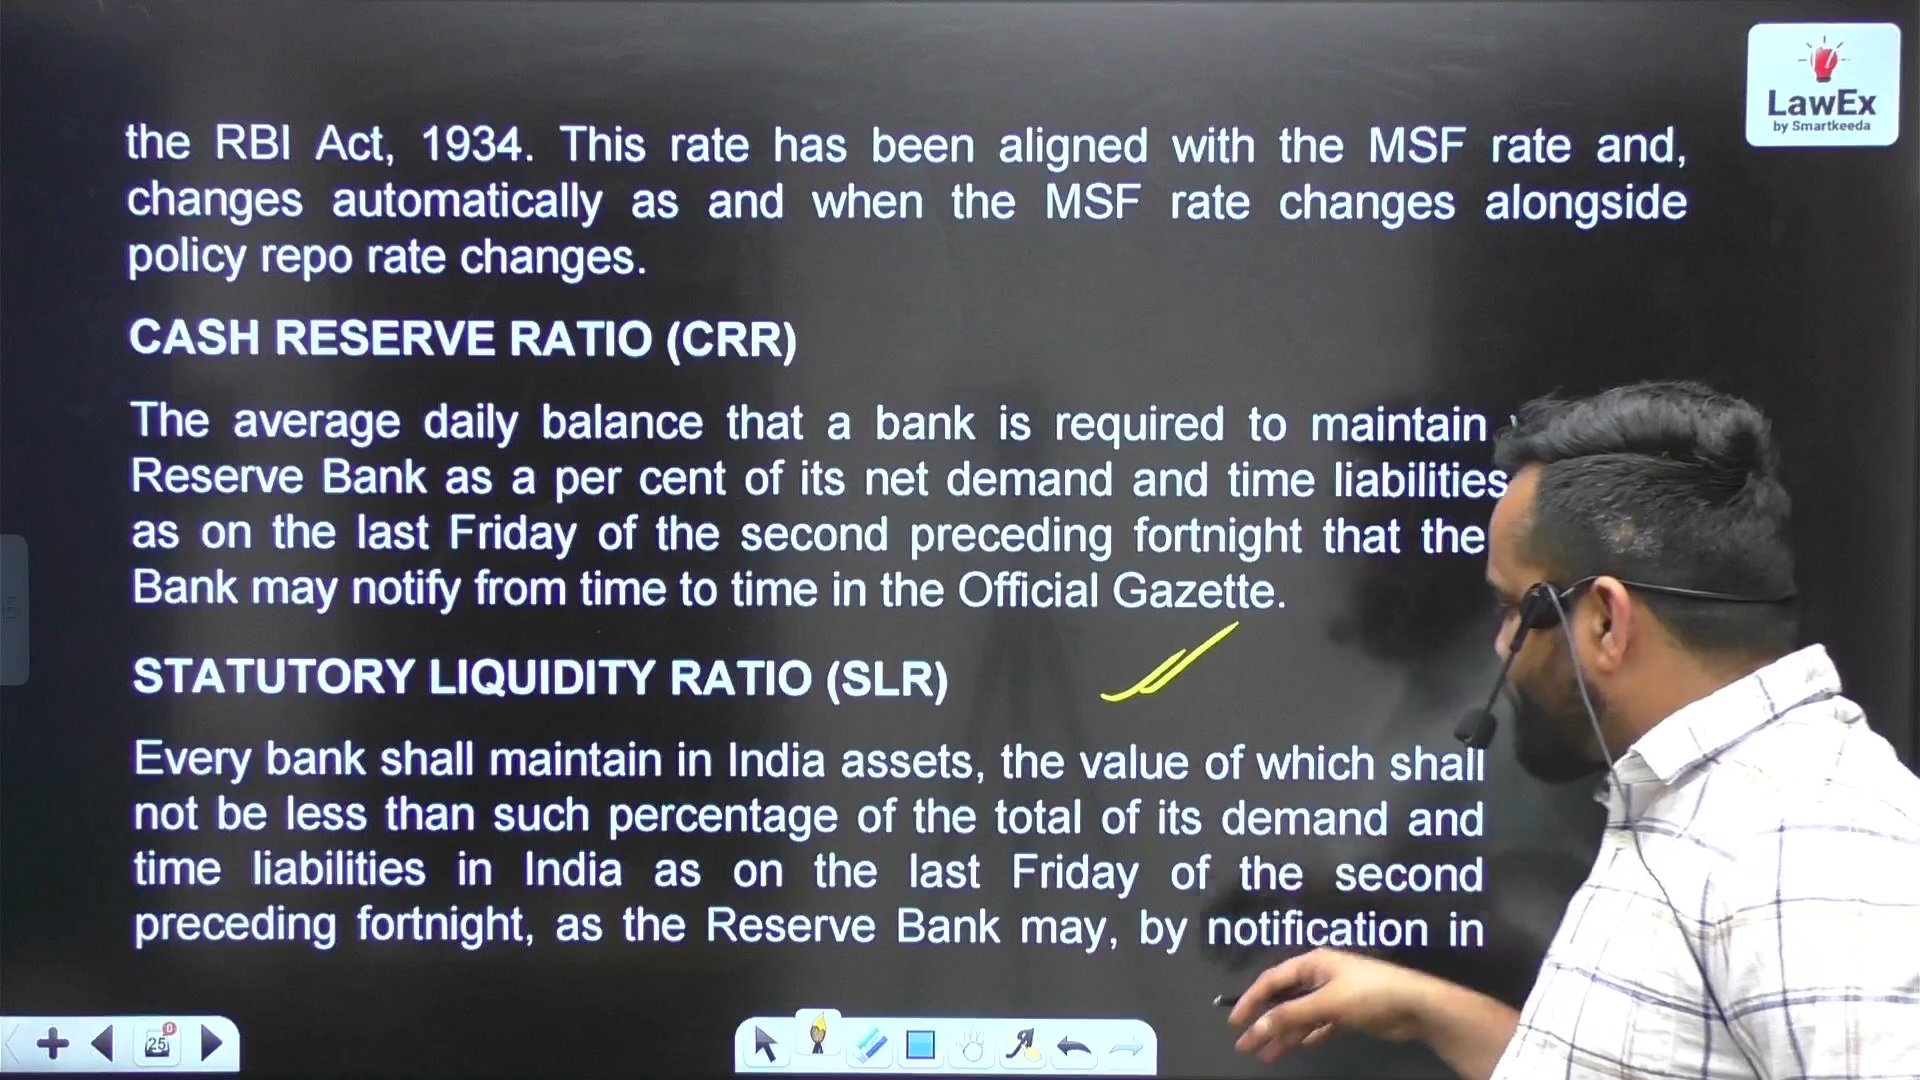 LawEx
by Smartkeeda
the RBI Act, 1934. This rate has been aligned with the MSF rate and,
changes automatically as and when the MSF rate changes alongside
policy repo rate changes.
CASH RESERVE RATIO (CRR)
The average daily balance that a bank is required to maintain
Reserve Bank as a per cent of its net demand and time liabilities
as on the last Friday of the second preceding fortnight that the
Bank may notify from time to time in the Official Gazette.
STATUTORY LIQUIDITY RATIO (SLR)
Every bank shall maintain in India assets, the value of which shall
not be less than such percentage of the total of its demand and
time liabilities in India as on the last Friday of the second
preceding fortnight, as the Reserve Bank may, by notification in
25
0